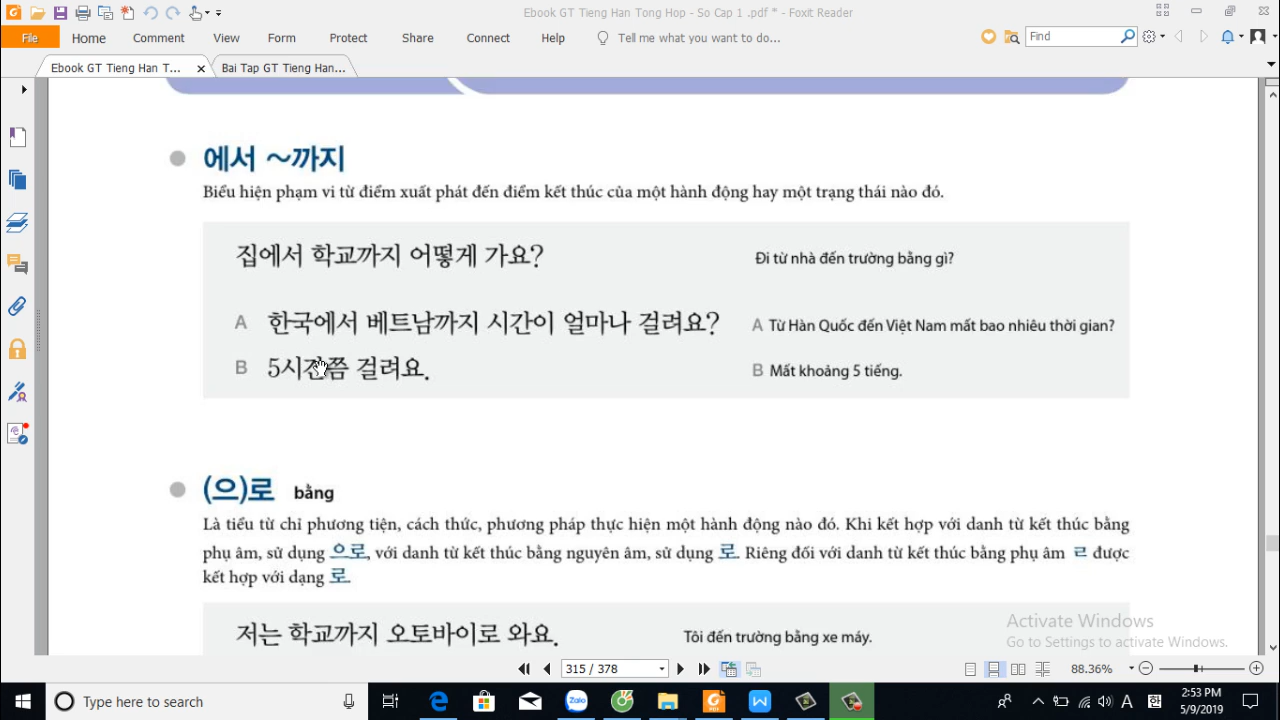 Ebook GT Tieng Han Tong Hop - So Cap 1 .pdf * - Foxit Reader
File Home Comment View Form Protect Share Connect Help Tell me what you want to do... Find
Ebook GT Tieng Han T... x Bai Tap GT Tieng Han...
에서 ~까지
Biểu hiện phạm vi từ điểm xuất phát đến điểm kết thúc của một hành động hay một trạng thái nào đó.
집에서 학교까지 어떻게 가요? Đi từ nhà đến trường bằng gì?
A 한국에서 베트남까지 시간이 얼마나 걸려요? A Từ Hàn Quốc đến Việt Nam mất bao nhiêu thời gian?
B 5시간쯤 걸려요. B Mất khoảng 5 tiếng.
(으)로 bằng
Là tiểu từ chỉ phương tiện, cách thức, phương pháp thực hiện một hành động nào đó. Khi kết hợp với danh từ kết thúc bằng
phụ âm, sử dụng 으로, với danh từ kết thúc bằng nguyên âm, sử dụng 로. Riêng đối với danh từ kết thúc bằng phụ âm ㄹ được
kết hợp với dạng 로.
저는 학교까지 오토바이로 와요. Tôi đến trường bằng xe máy.
Activate Windows
Go to Settings to activate Windows.
315 / 378 88.36%
Type here to search Zalo A 한 2:53 PM
5/9/2019